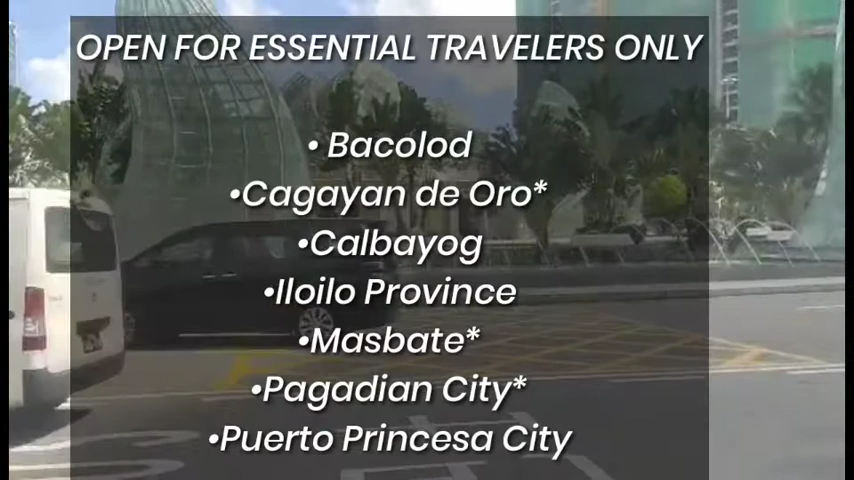 OPEN FOR ESSENTIAL TRAVELERS ONLY
• Bacolod
•Cagayan de Oro*
•Calbayog
•Iloilo Province
•Masbate*
•Pagadian City*
•Puerto Princesa City